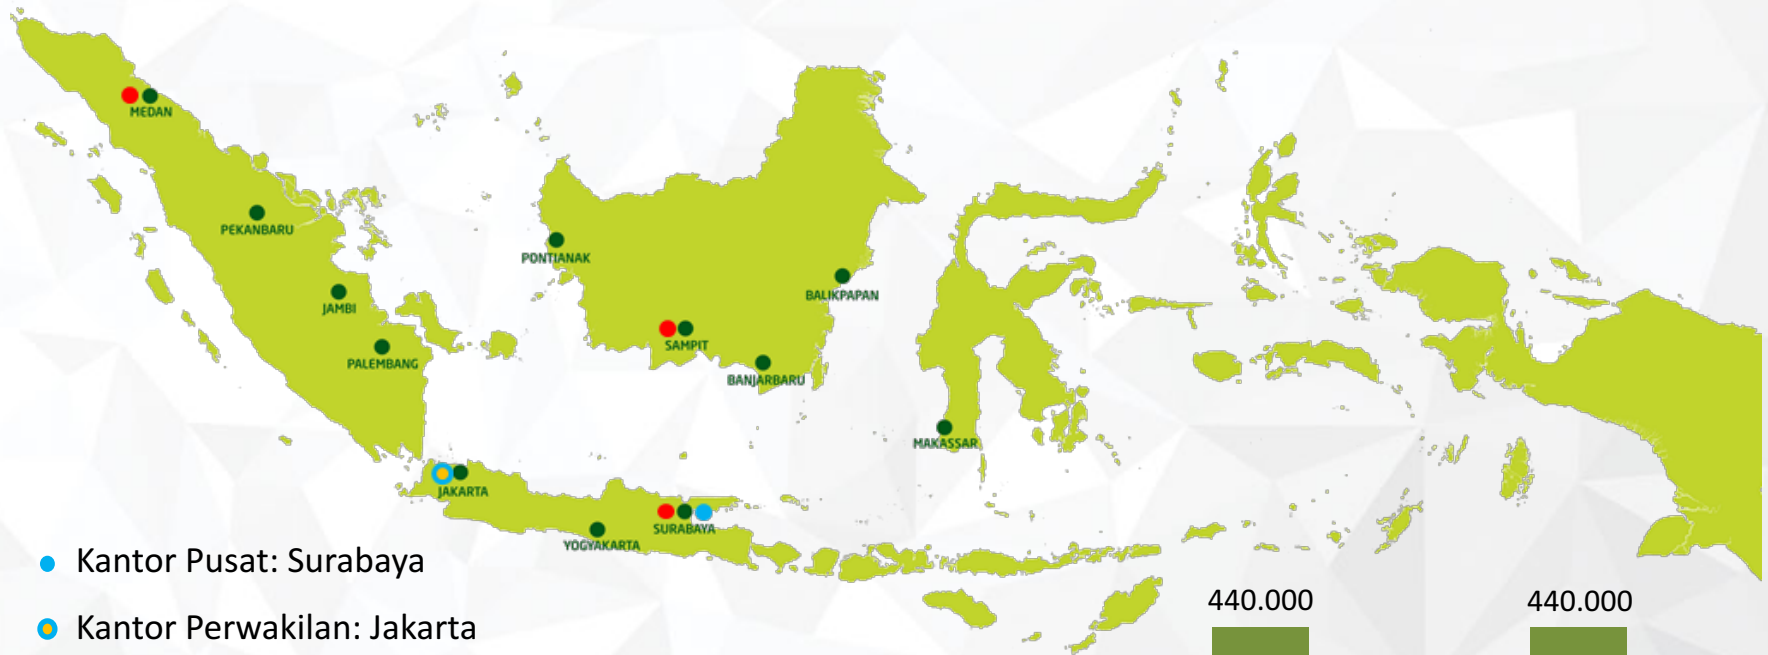 MEDAN
PEKANBARU
PONTIANAK
BALIKPAPAN
JAMBI
SAMPIT
PALEMBANG
BANJARBARU
MAKASSAR
JAKARTA
SURABAYA
YOGYAKARTA
Kantor Pusat: Surabaya
Kantor Perwakilan: Jakarta
440.000
440.000